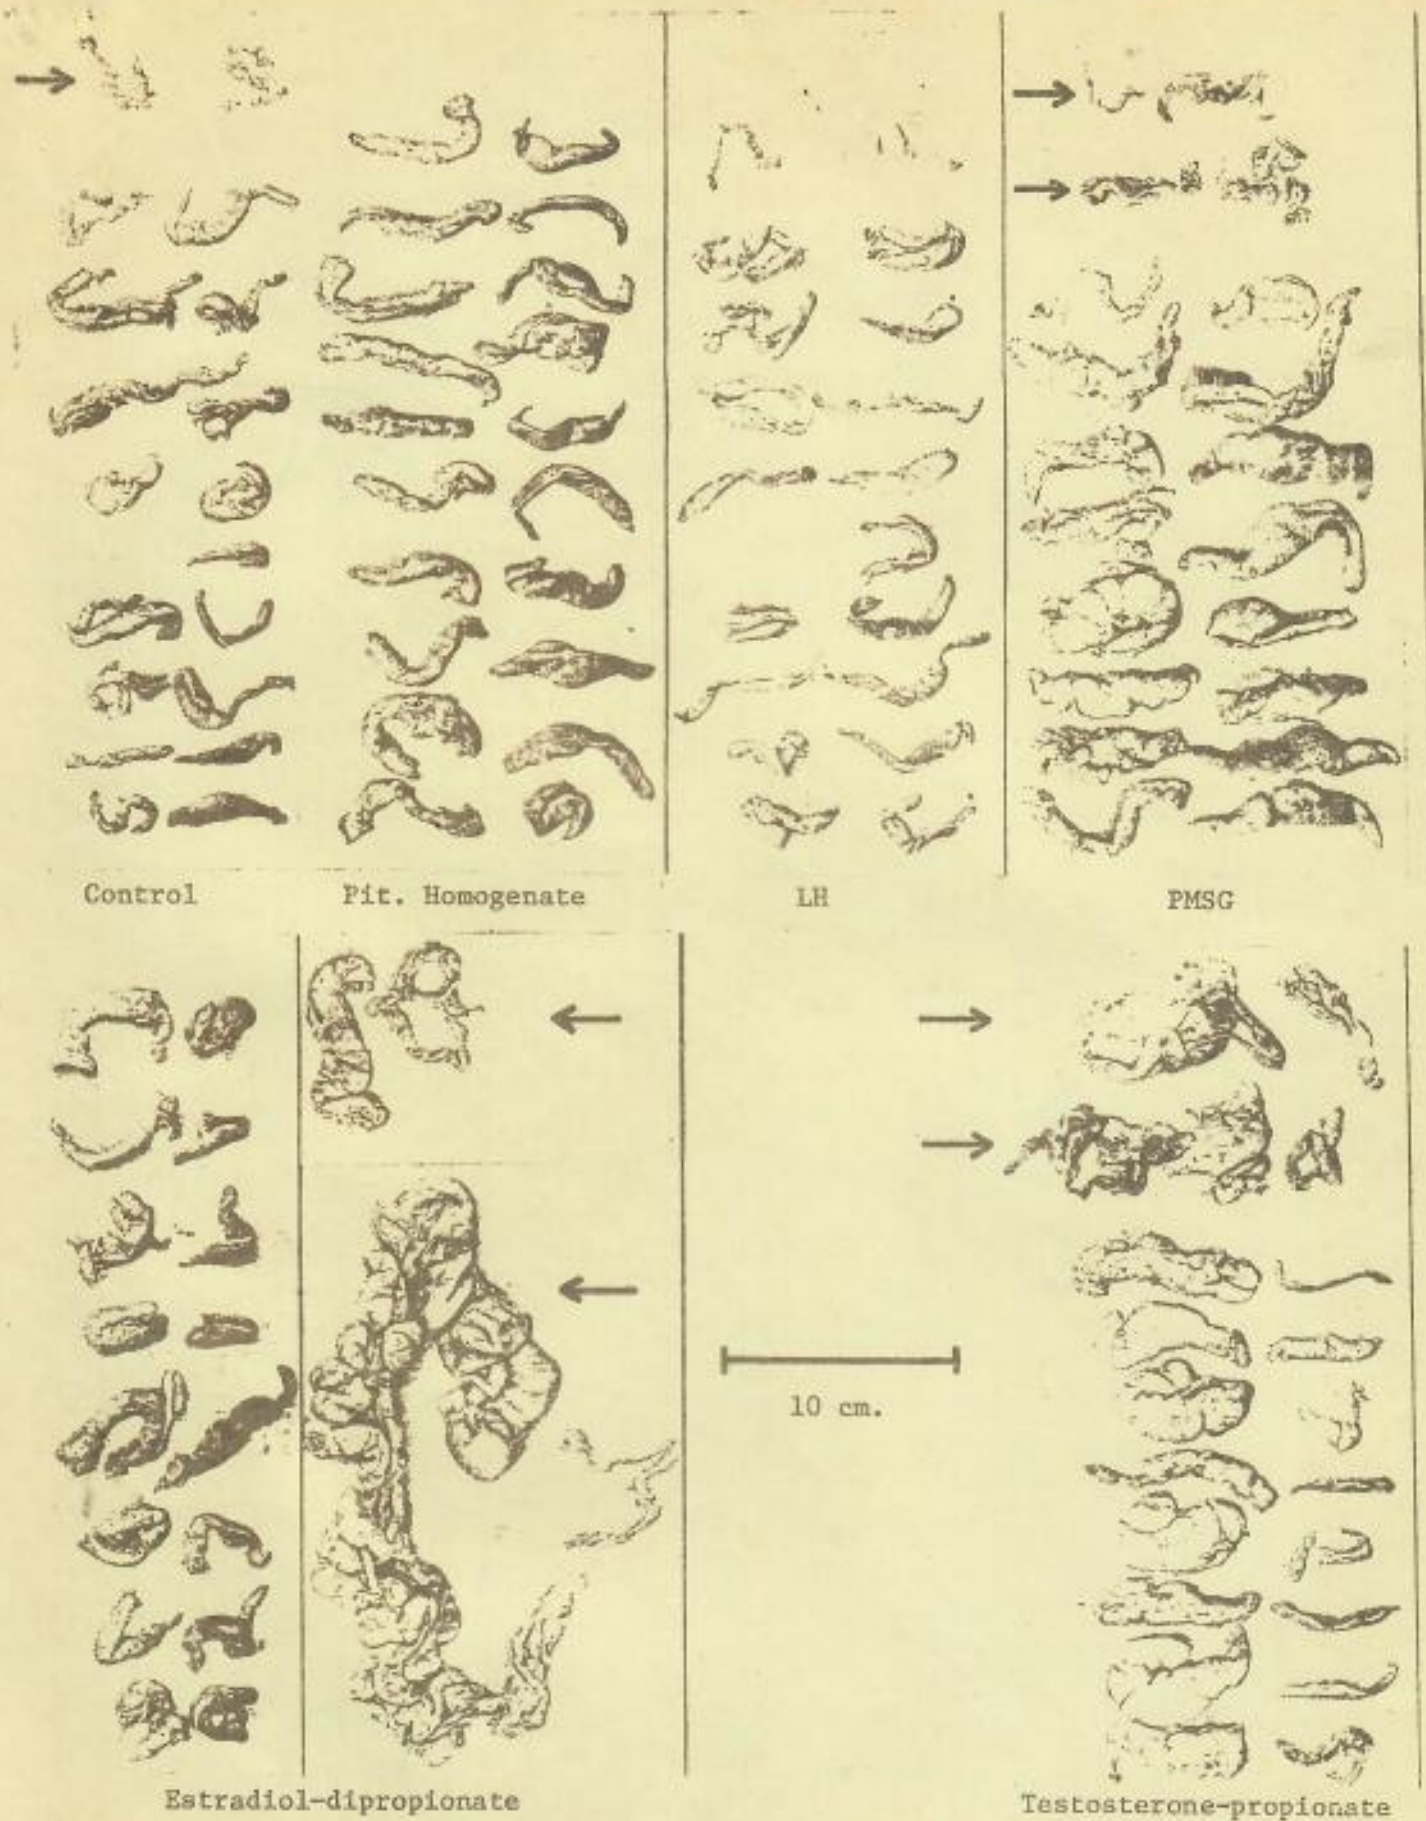 Control Pit. Homogenate LH PMSG
10 cm.
Estradiol-dipropionate Testosterone-propionate